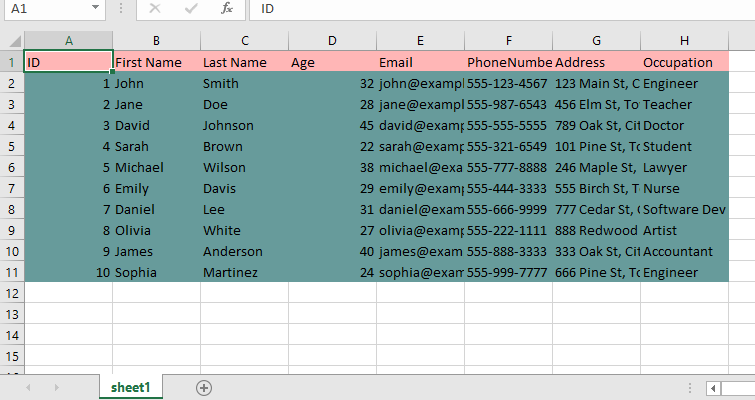 A1 fx ID
A B C D E F G H
1 ID First Name Last Name Age Email PhoneNumbe Address Occupation
2 1 John Smith 32 john@exampl 555-123-4567 123 Main St, C Engineer
3 2 Jane Doe 28 jane@exampl 555-987-6543 456 Elm St, To Teacher
4 3 David Johnson 45 david@examp 555-555-5555 789 Oak St, Cit Doctor
5 4 Sarah Brown 22 sarah@examp 555-321-6549 101 Pine St, To Student
6 5 Michael Wilson 38 michael@exa 555-777-8888 246 Maple St, Lawyer
7 6 Emily Davis 29 emily@examp 555-444-3333 555 Birch St, T Nurse
8 7 Daniel Lee 31 daniel@exam 555-666-9999 777 Cedar St, Software Dev
9 8 Olivia White 27 olivia@examp 555-222-1111 888 Redwood Artist
10 9 James Anderson 40 james@exam 555-888-3333 333 Oak St, Cit Accountant
11 10 Sophia Martinez 24 sophia@exam 555-999-7777 666 Pine St, To Engineer
12
13
14
15
sheet1